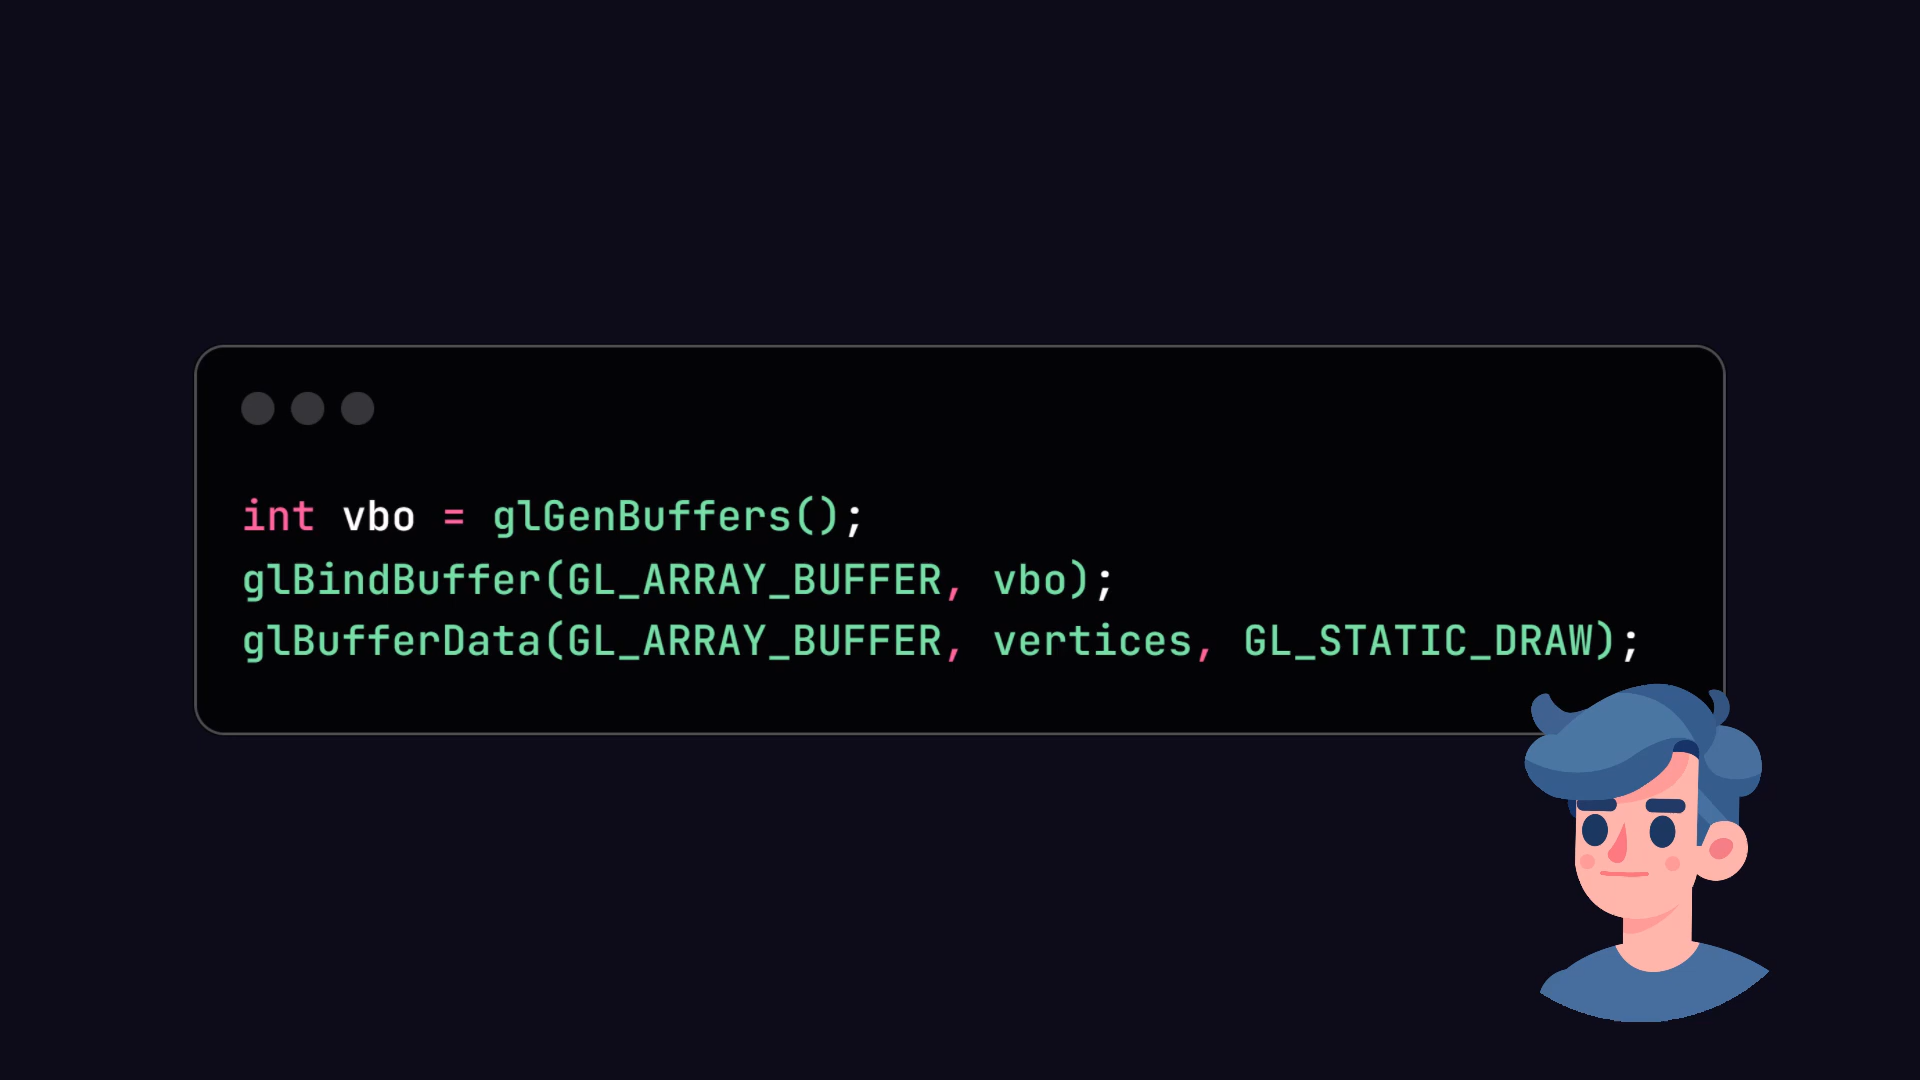 int vbo = glGenBuffers();
glBindBuffer(GL_ARRAY_BUFFER, vbo);
glBufferData(GL_ARRAY_BUFFER, vertices, GL_STATIC_DRAW);